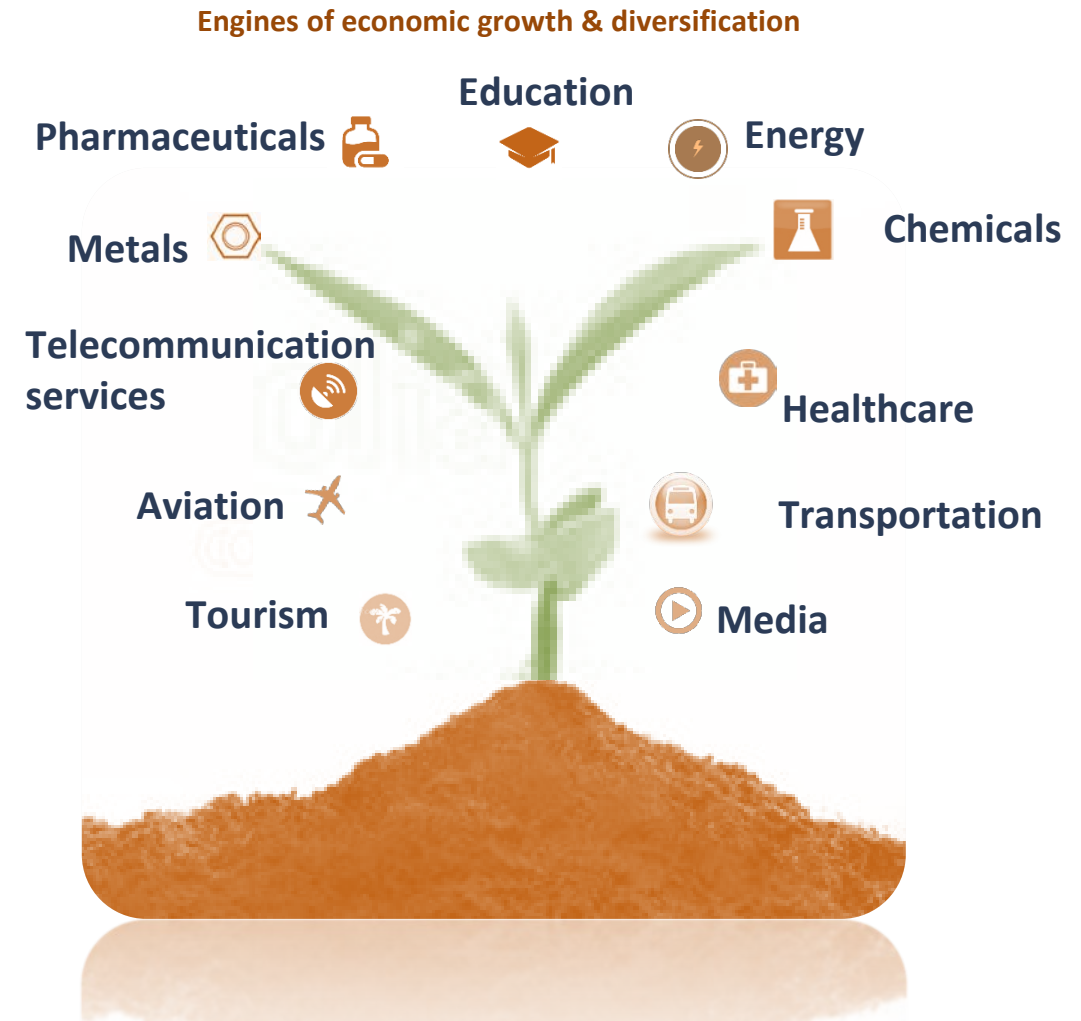 Engines of economic growth & diversification
Education
Pharmaceuticals
Energy
Metals
Chemicals
Telecommunication
services
Healthcare
Aviation
Transportation
Tourism
Media